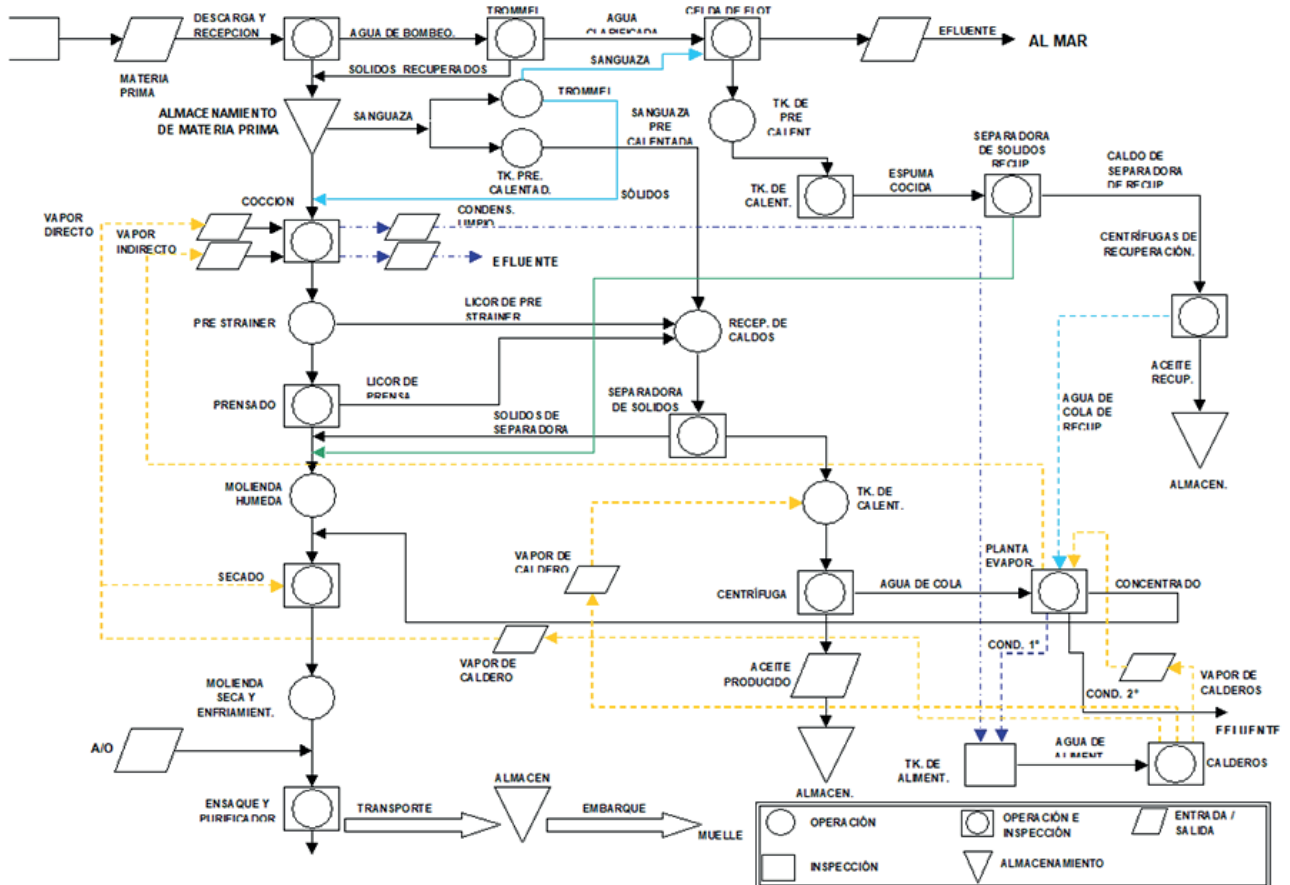 DESCARGA Y
RECEPCION
MATERIA
PRIMA
AGUA DE BOMBEO.
TROMMEL
AGUA
CLARIFICADA
CELDA DE FLOT
EFLUENTE
AL MAR
SOLIDOS RECUPERADOS
SANGUAZA
TROMMEL
ALMACENAMIENTO
DE MATERIA PRIMA
SANGUAZA
TK. PRE.
CALENTAD.
SANGUAZA
PRE
CALENTADA
SÓLIDOS
TK. DE
PRE
CALENT.
TK. DE
CALENT.
ESPUMA
COCIDA
SEPARADORA
DE SOLIDOS
RECUP.
CALDO DE
SEPARADORA
DE RECUP.
CENTRÍFUGAS DE
RECUPERACIÓN.
VAPOR
DIRECTO
VAPOR
INDIRECTO
COCCION
CONDENS.
LIMPIO
EFLUENTE
PRE STRAINER
LICOR DE PRE
STRAINER
RECEP. DE
CALDOS
PRENSADO
LICOR DE
PRENSA
SOLIDOS DE
SEPARADORA
SEPARADORA
DE SOLIDOS
AGUA DE
COLA DE
RECUP.
ACEITE
RECUP.
ALMACEN.
MOLIENDA
HUMEDA
TK. DE
CALENT.
VAPOR DE
CALDERO
SECADO
CENTRÍFUGA
AGUA DE COLA
PLANTA
EVAPOR.
CONCENTRADO
VAPOR DE
CALDERO
COND. 1°
COND. 2°
VAPOR DE
CALDEROS
EFLUENTE
ACEITE
PRODUCIDO
MOLIENDA
SECA Y
ENFRIAMIENT.
A/O
TK. DE
ALIMENT.
AGUA DE
ALIMENT.
CALDEROS
ALMACEN.
ENSAQUE Y
PURIFICADOR
TRANSPORTE
ALMACEN
EMBARQUE
MUELLE
OPERACIÓN
OPERACIÓN E
INSPECCIÓN
ENTRADA /
SALIDA
INSPECCIÓN
ALMACENAMIENTO